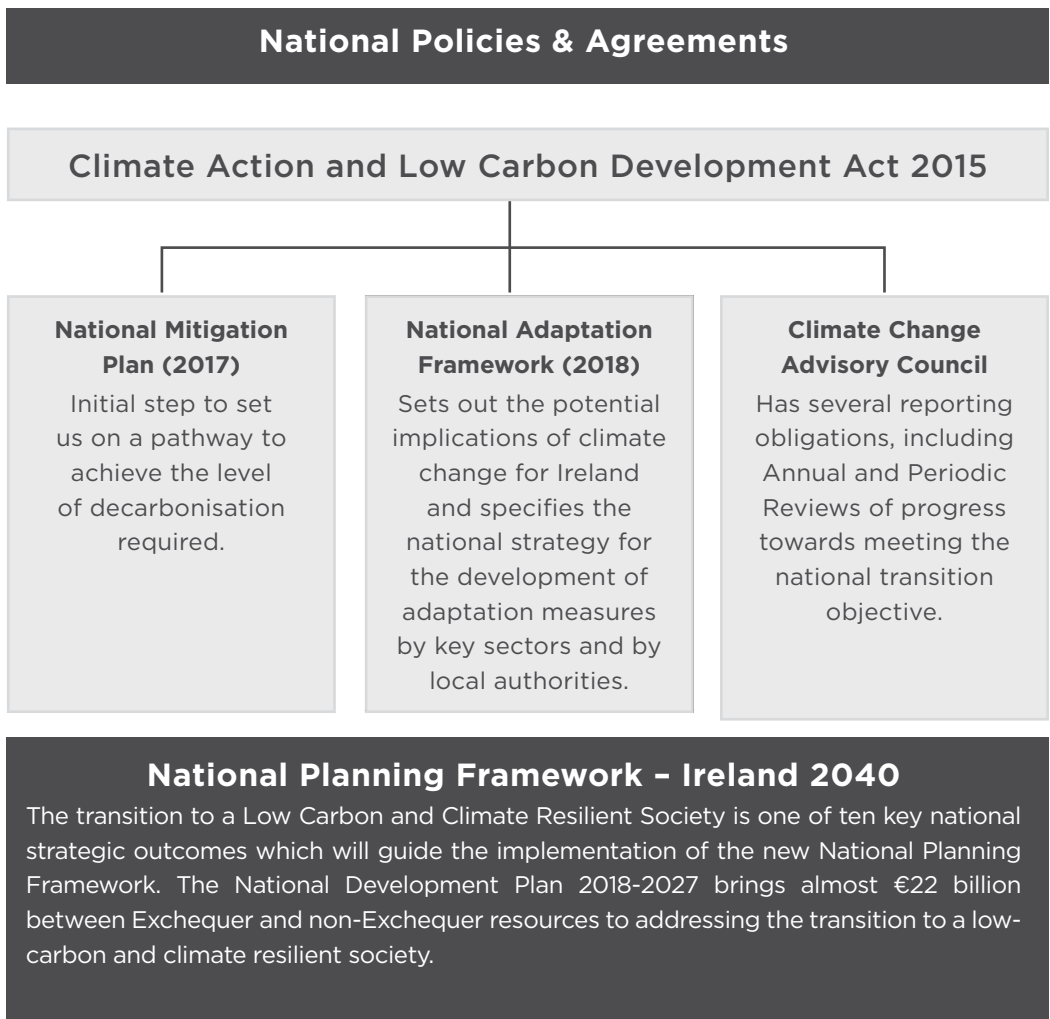 National Policies & Agreements
Climate Action and Low Carbon Development Act 2015
National Mitigation
Plan (2017)
Initial step to set
us on a pathway to
achieve the level
of decarbonisation
required.
National Adaptation
Framework (2018)
Sets out the potential
implications of climate
change for Ireland
and specifies the
national strategy for
the development of
adaptation measures
by key sectors and by
local authorities.
Climate Change
Advisory Council
Has several reporting
obligations, including
Annual and Periodic
Reviews of progress
towards meeting the
national transition
objective.
National Planning Framework – Ireland 2040
The transition to a Low Carbon and Climate Resilient Society is one of ten key national
strategic outcomes which will guide the implementation of the new National Planning
Framework. The National Development Plan 2018-2027 brings almost €22 billion
between Exchequer and non-Exchequer resources to addressing the transition to a low-
carbon and climate resilient society.